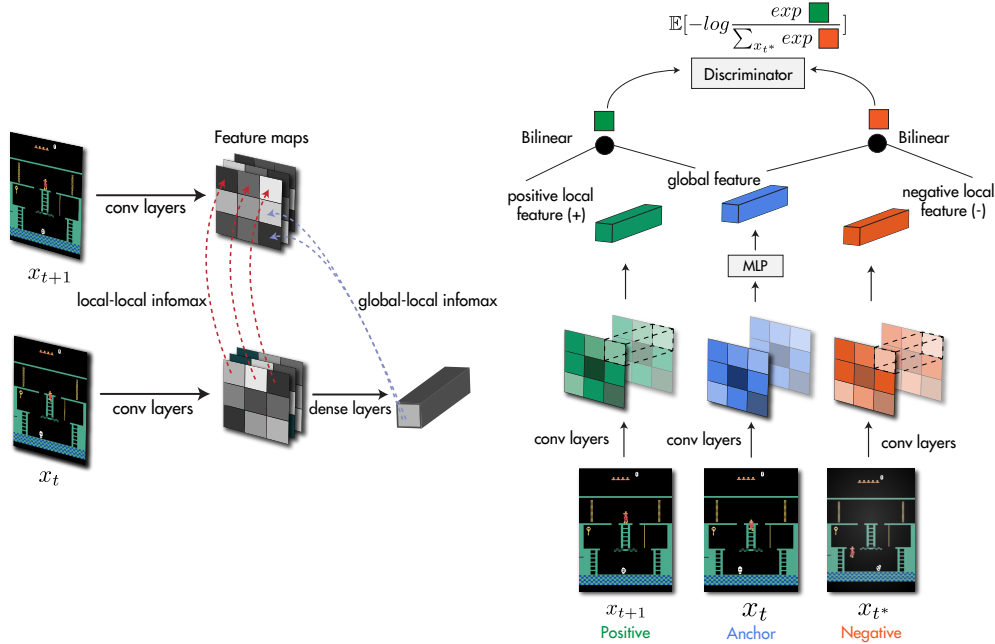 Feature maps
conv layers
x_{t+1}
local-local infomax
global-local infomax
conv layers
dense layers
x_t
𝔼[-log exp / ∑_{x_{t*}} exp ]
Discriminator
Bilinear
Bilinear
positive local
feature (+)
global feature
negative local
feature (-)
MLP
conv layers
conv layers
conv layers
x_{t+1}
x_t
x_{t*}
Positive
Anchor
Negative